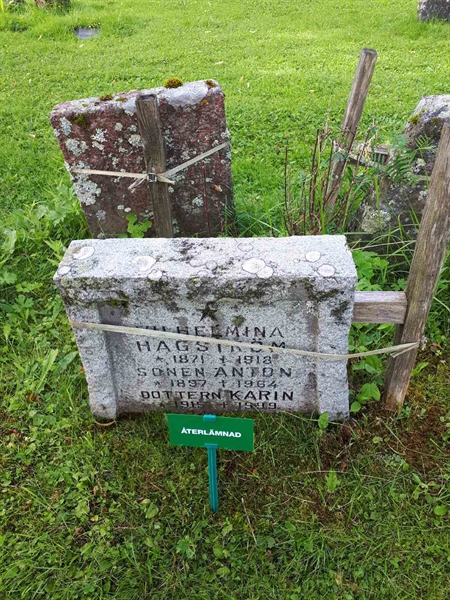 WILHELMINA
HAGSTRÖM
* 1871 † 1918
SONEN ANTON
* 1897 † 1964
DOTTERN KARIN
ÅTERLÄMNAD